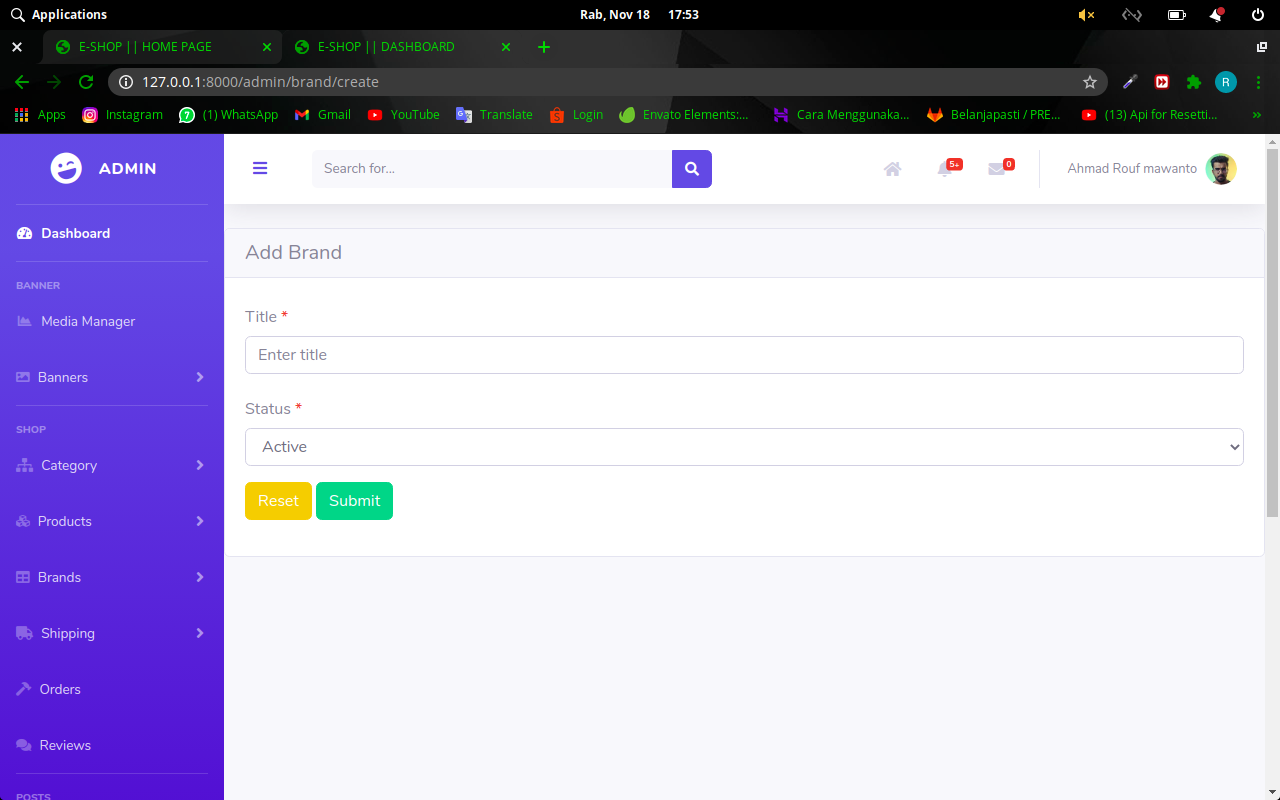 Applications
Rab, Nov 18 17:53
E-SHOP || HOME PAGE
E-SHOP || DASHBOARD
127.0.0.1:8000/admin/brand/create
R
Apps
Instagram
(1) WhatsApp
Gmail
YouTube
Translate
Login
Envato Elements:...
Cara Menggunaka...
Belanjapasti / PRE...
(13) Api for Resetti...
ADMIN
Search for...
5+
0
Ahmad Rouf mawanto
Dashboard
BANNER
Media Manager
Banners
SHOP
Category
Products
Brands
Shipping
Orders
Reviews
POSTS
Add Brand
Title *
Enter title
Status *
Active
Reset
Submit